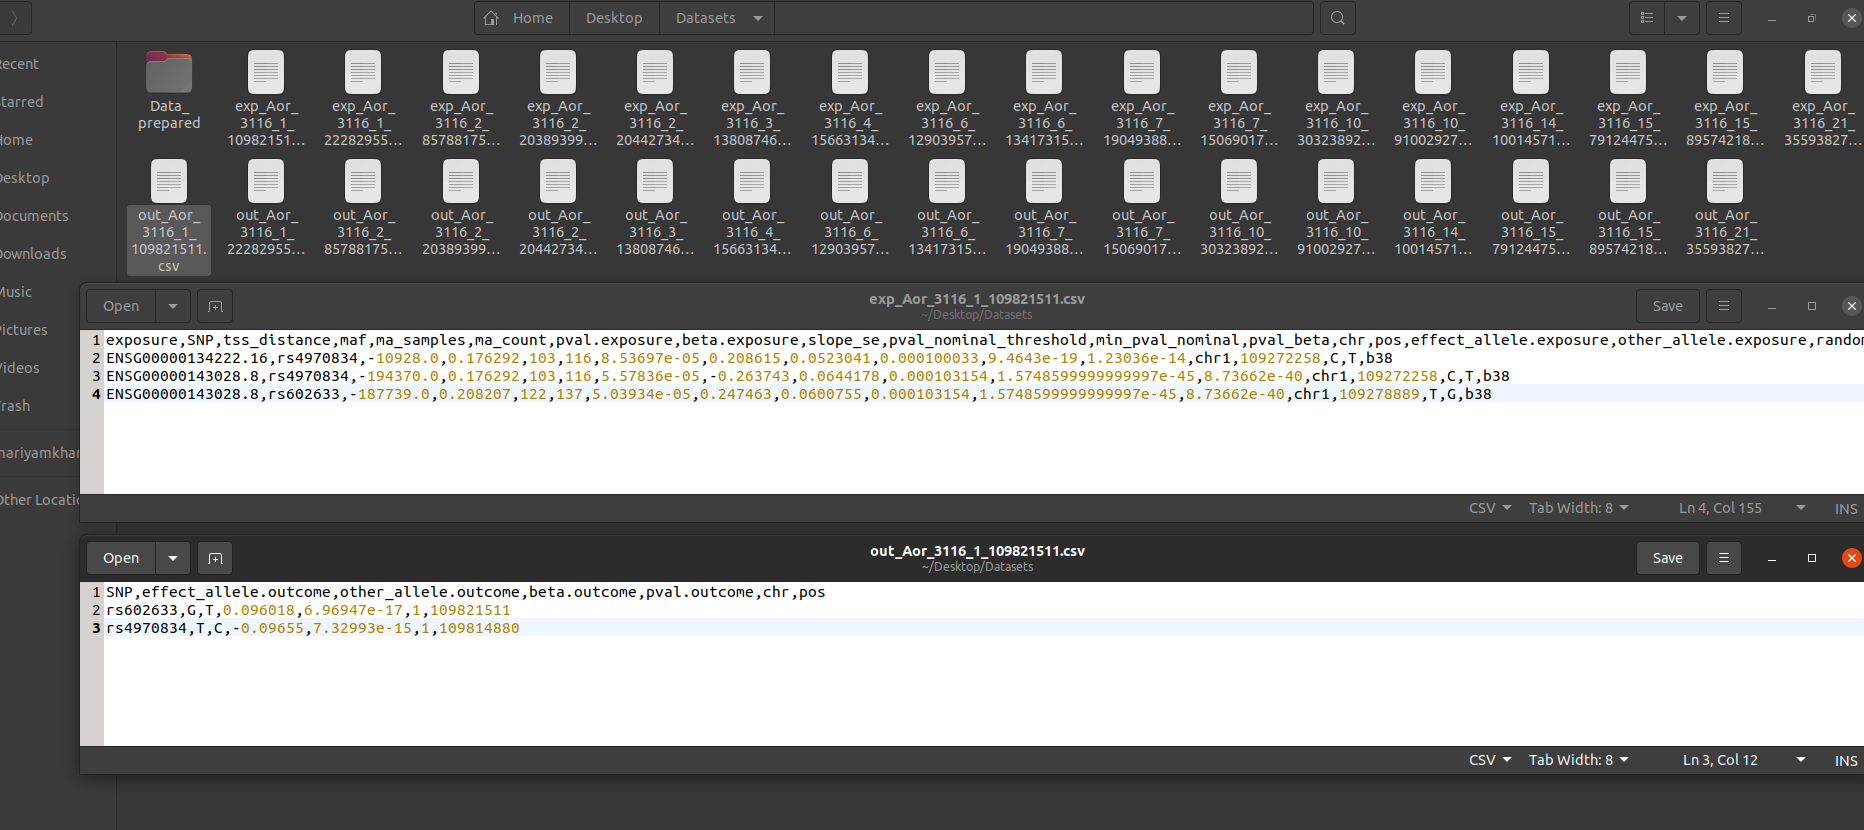 Home Desktop Datasets
ecent
tarred
Home
esktop
ocuments
ownloads
Music
Pictures
ideos
rash
nariyamkhar
Other Locatio
Data_ exp_Aor_ exp_Aor_ exp_Aor_ exp_Aor_ exp_Aor_ exp_Aor_ exp_Aor_ exp_Aor_ exp_Aor_ exp_Aor_ exp_Aor_ exp_Aor_ exp_Aor_ exp_Aor_ exp_Aor_ exp_Aor_ exp_Aor_
prepared 3116_1_ 3116_1_ 3116_2_ 3116_2_ 3116_2_ 3116_3_ 3116_4_ 3116_6_ 3116_6_ 3116_7_ 3116_7_ 3116_10_ 3116_10_ 3116_14_ 3116_15_ 3116_15_ 3116_21_
10982151... 22282955... 85788175... 20389399... 20442734... 13808746... 15663134... 12903957... 13417315... 19049388... 15069017... 30323892... 91002927... 10014571... 79124475... 89574218... 35593827...
out_Aor_ out_Aor_ out_Aor_ out_Aor_ out_Aor_ out_Aor_ out_Aor_ out_Aor_ out_Aor_ out_Aor_ out_Aor_ out_Aor_ out_Aor_ out_Aor_ out_Aor_ out_Aor_ out_Aor_
3116_1_ 3116_1_ 3116_2_ 3116_2_ 3116_2_ 3116_3_ 3116_4_ 3116_6_ 3116_6_ 3116_7_ 3116_7_ 3116_10_ 3116_10_ 3116_14_ 3116_15_ 3116_15_ 3116_21_
109821511. 22282955... 85788175... 20389399... 20442734... 13808746... 15663134... 12903957... 13417315... 19049388... 15069017... 30323892... 91002927... 10014571... 79124475... 89574218... 35593827...
csv
Open exp_Aor_3116_1_109821511.csv Save
~/Desktop/Datasets
1 exposure,SNP,tss_distance,maf,ma_samples,ma_count,pval.exposure,beta.exposure,slope_se,pval_nominal_threshold,min_pval_nominal,pval_beta,chr,pos,effect_allele.exposure,other_allele.exposure,random
2 ENSG00000134222.16,rs4970834,-10928.0,0.176292,103,116,8.53697e-05,0.208615,0.0523041,0.000100033,9.4643e-19,1.23036e-14,chr1,109272258,C,T,b38
3 ENSG00000143028.8,rs4970834,-194370.0,0.176292,103,116,5.57836e-05,-0.263743,0.0644178,0.000103154,1.5748599999999997e-45,8.73662e-40,chr1,109272258,C,T,b38
4 ENSG00000143028.8,rs602633,-187739.0,0.208207,122,137,5.03934e-05,0.247463,0.0600755,0.000103154,1.5748599999999997e-45,8.73662e-40,chr1,109278889,T,G,b38
CSV Tab Width: 8 Ln 4, Col 155 INS
Open out_Aor_3116_1_109821511.csv Save
~/Desktop/Datasets
1 SNP,effect_allele.outcome,other_allele.outcome,beta.outcome,pval.outcome,chr,pos
2 rs602633,G,T,0.096018,6.96947e-17,1,109821511
3 rs4970834,T,C,-0.09655,7.32993e-15,1,109814880
CSV Tab Width: 8 Ln 3, Col 12 INS